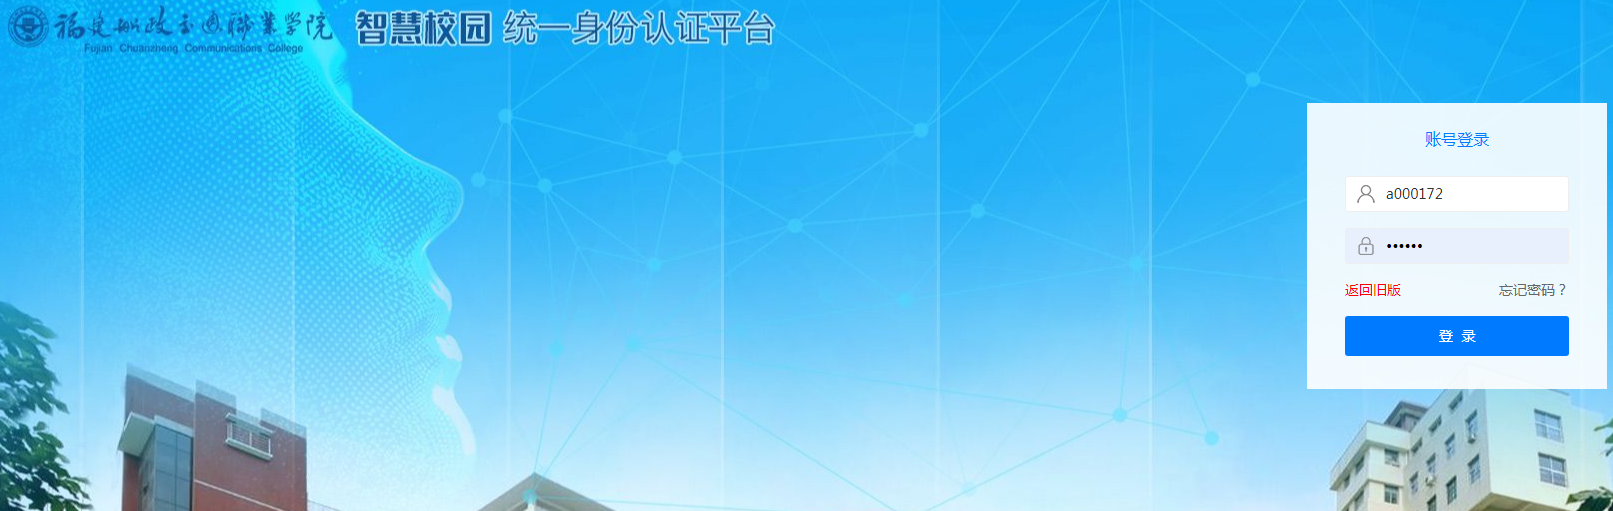 福建船政交通職業学院 智慧校园 统一身份认证平台
Fujian Chuanzheng Communications College
账号登录
a000172
••••••
返回旧版 忘记密码？
登 录